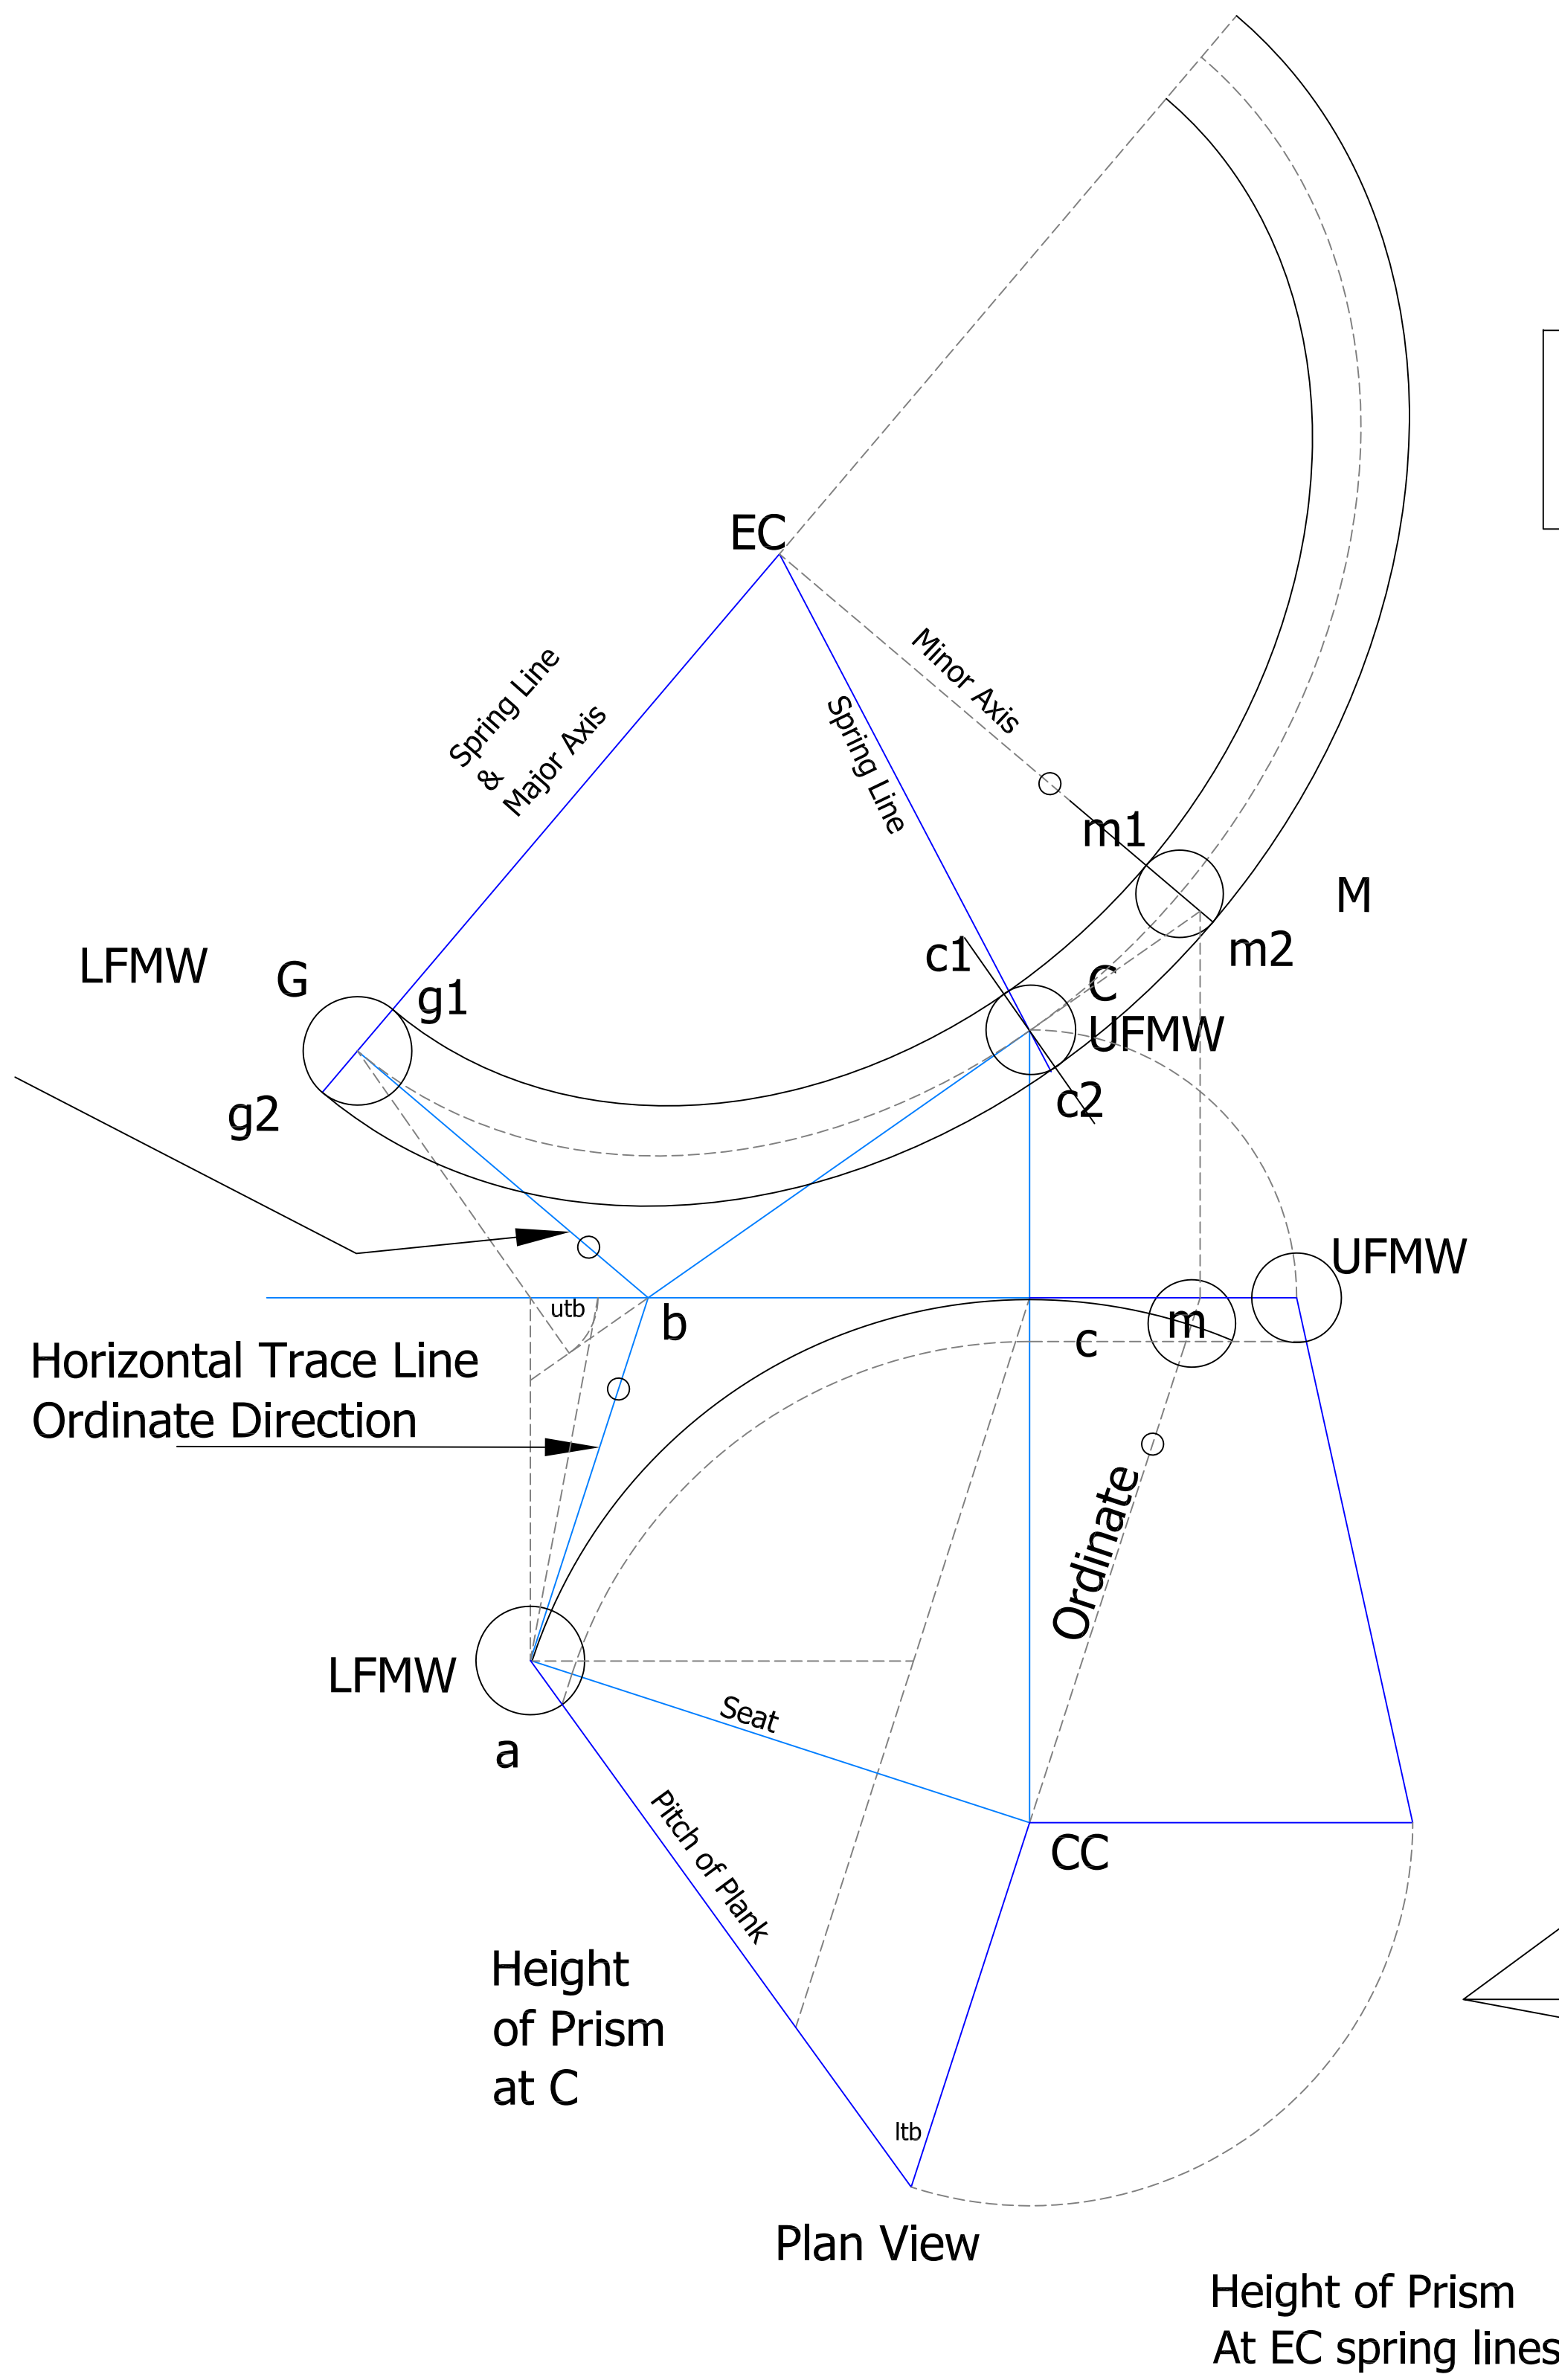 EC
Minor Axis
Spring Line
&
Major Axis
Spring Line
m1
M
m2
LFMW
G
g1
c1
C
UFMW
c2
g2
UFMW
utb
b
m
c
Horizontal Trace Line
Ordinate Direction
Ordinate
LFMW
Seat
a
Pitch of Plank
CC
Height
of Prism
at C
ltb
Plan View
Height of Prism
At EC spring lines